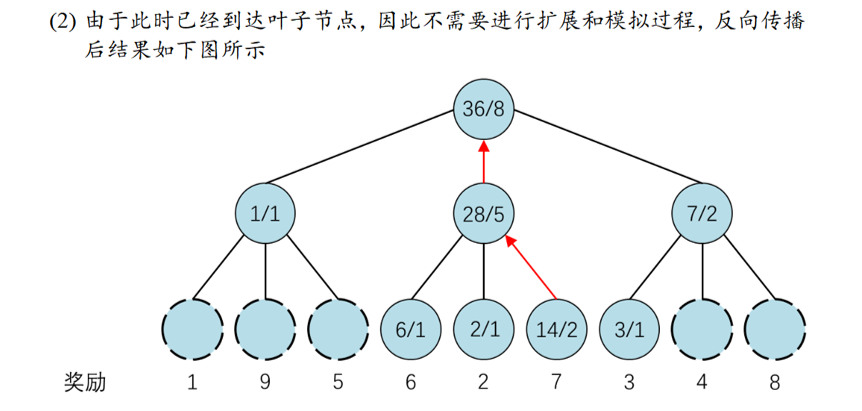 (2) 由于此时已经到达叶子节点，因此不需要进行扩展和模拟过程，反向传播
后结果如下图所示
36/8
1/1 28/5 7/2
6/1 2/1 14/2 3/1
奖励 1 9 5 6 2 7 3 4 8